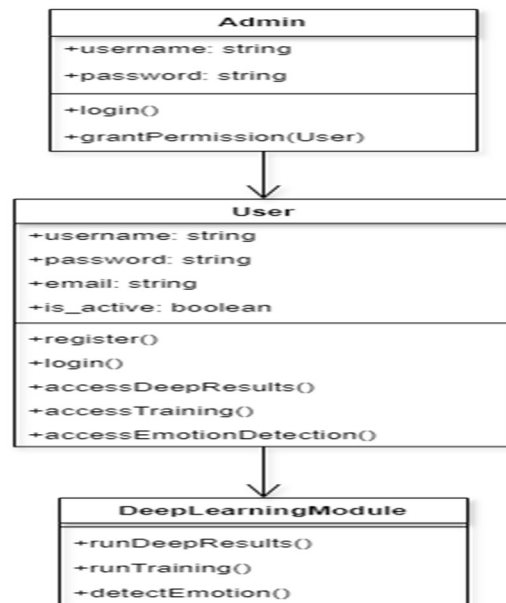 Admin
+username: string
+password: string
+login()
+grantPermission(User)
User
+username: string
+password: string
+email: string
+is_active: boolean
+register()
+login()
+accessDeepResults()
+accessTraining()
+accessEmotionDetection()
DeepLearningModule
+runDeepResults()
+runTraining()
+detectEmotion()